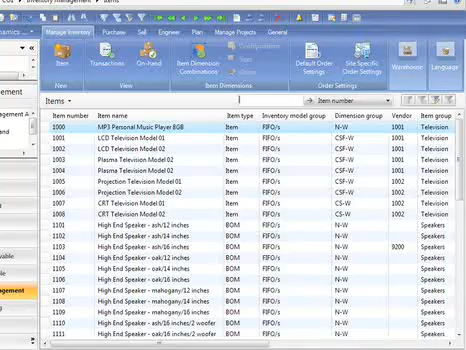 CEU Inventory management Items
Manage Inventory Purchase Sell Engineer Plan Manage Projects General
Item
Transactions On-hand
Item Dimension Combinations
Configurations
Default Order Settings Site Specific Order Settings
Warehouse Language
New View Item Dimensions Order Settings
Items Item number
Item number Item name Item type Inventory model group Dimension group Vendor Item group
1000 MP3 Personal Music Player 8GB Item FIFO/s N-W 1001 Television
1001 LCD Television Model 01 Item FIFO/s CSF-W 1001 Television
1002 LCD Television Model 02 Item FIFO/s CSF-W 1001 Television
1003 Plasma Television Model 02 Item FIFO/s CSF-W 1001 Television
1004 Plasma Television Model 02 Item FIFO/s CSF-W 1001 Television
1005 Projection Television Model 01 Item FIFO/s CSF-W 1002 Television
1006 Projection Television Model 02 Item FIFO/s CSF-W 1002 Television
1007 CRT Television Model 01 Item FIFO/s CS-W 1002 Television
1008 CRT Television Model 02 Item FIFO/s CS-W 1002 Television
1101 High End Speaker - ash/12 inches BOM FIFO/s N-W Speakers
1102 High End Speaker - ash/14 inches BOM FIFO/s N-W Speakers
1103 High End Speaker - ash/16 inches BOM FIFO/s N-W 9200 Speakers
1104 High End Speaker - oak/12 inches BOM FIFO/s N-W Speakers
1105 High End Speaker - oak/14 inches BOM FIFO/s N-W Speakers
1106 High End Speaker - oak/16 inches BOM FIFO/s N-W Speakers
1107 High End Speaker - mahogany/12 inches BOM FIFO/s N-W Speakers
1108 High End Speaker - mahogany/14 inches BOM FIFO/s N-W Speakers
1109 High End Speaker - mahogany/16 inches BOM FIFO/s N-W Speakers
1110 High End Speaker - ash/16 inches/2 woofer BOM FIFO/s N-W Speakers
1111 High End Speaker - oak/16 inches/2 woofer BOM FIFO/s N-W Speakers